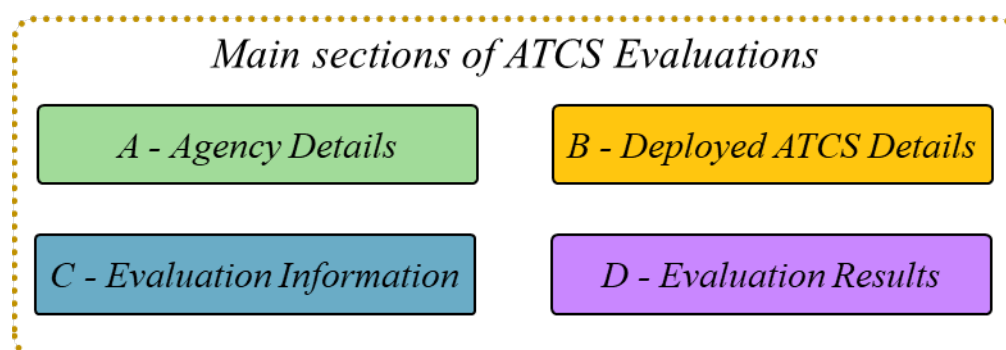 Main sections of ATCS Evaluations
A - Agency Details
B - Deployed ATCS Details
C - Evaluation Information
D - Evaluation Results